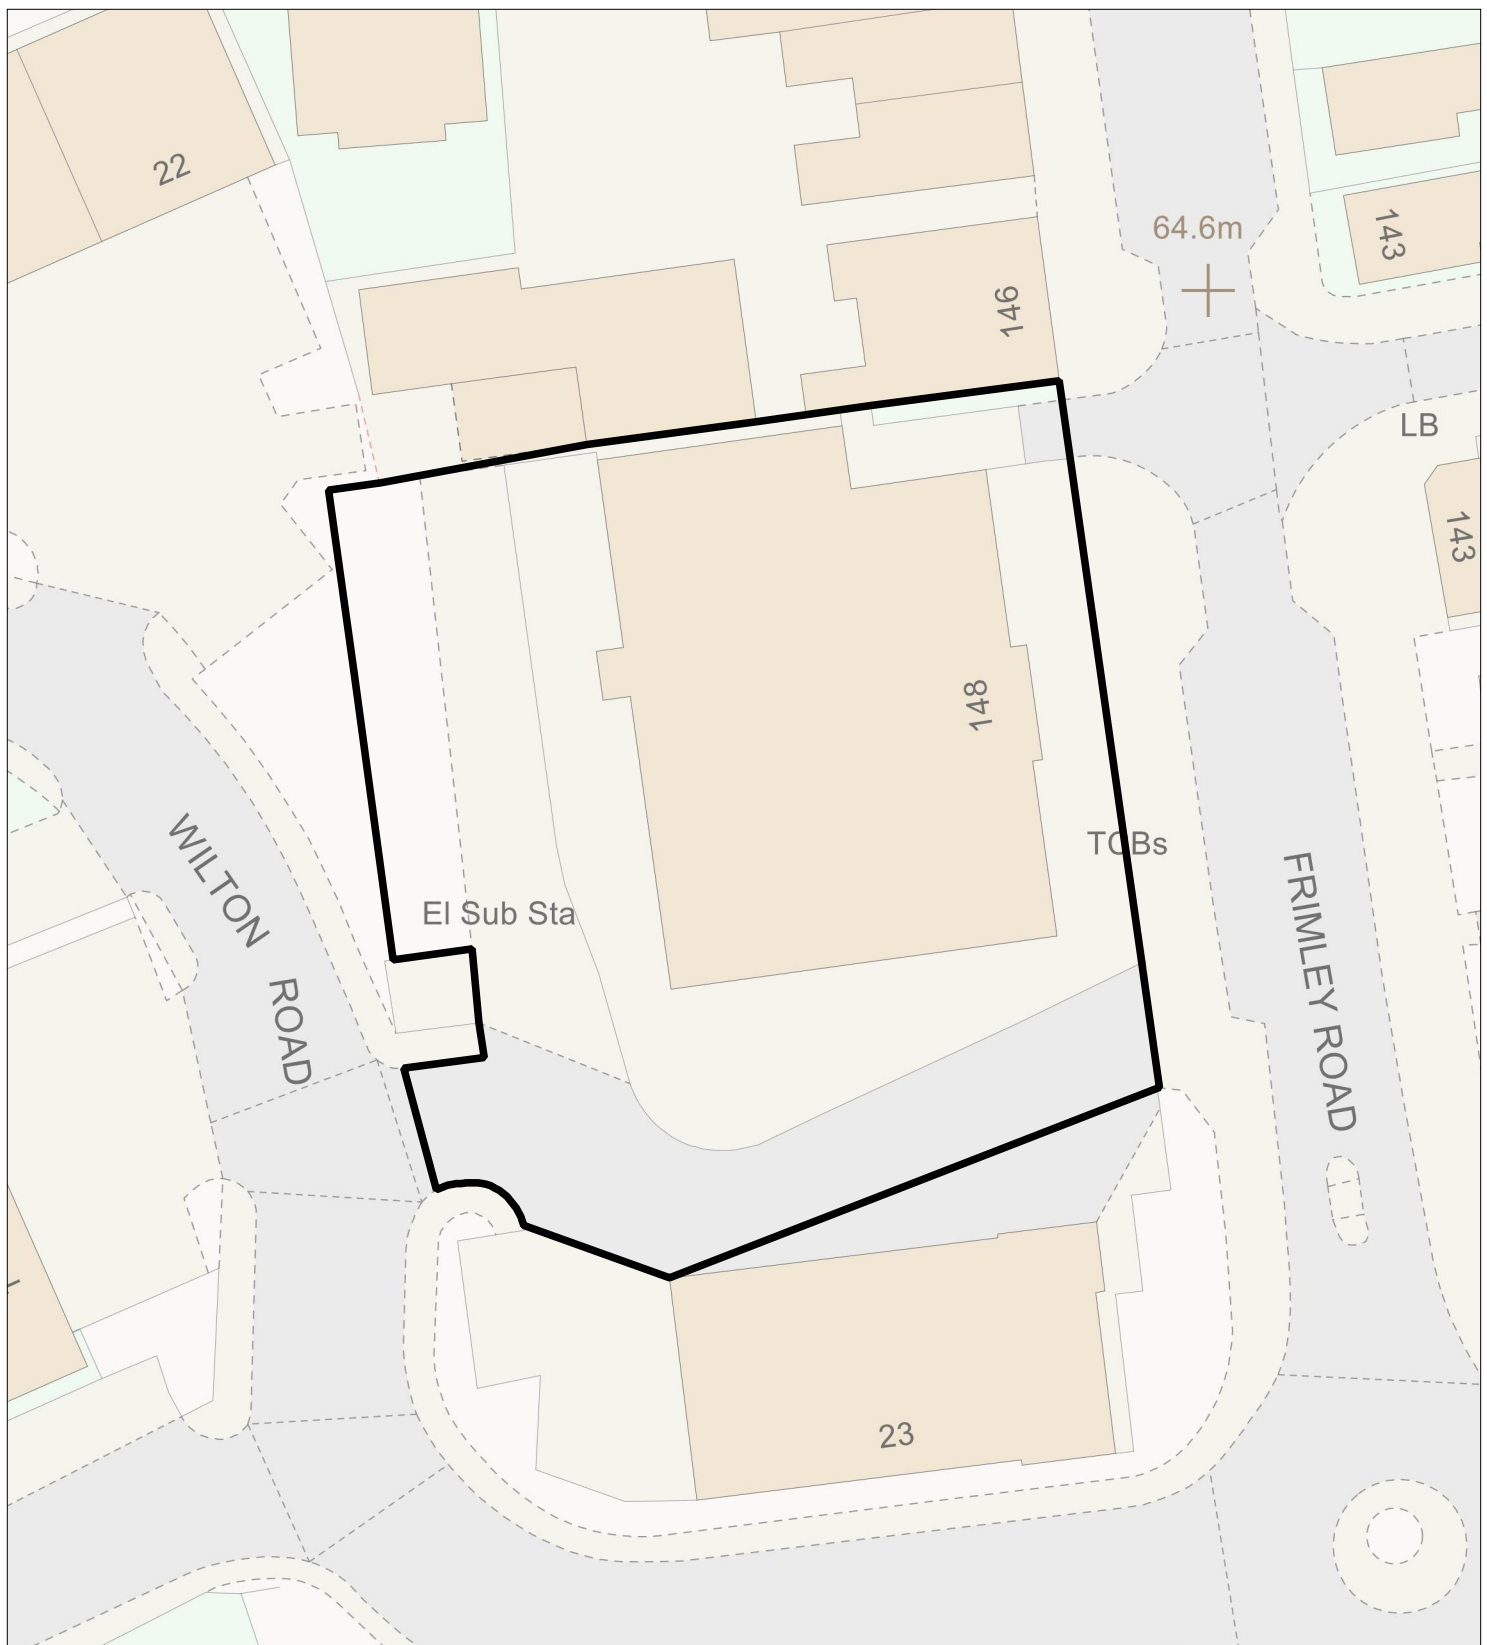 22
64.6m
143
146
LB
143
148
TCBs
WILTON ROAD
El Sub Sta
FRIMLEY ROAD
23